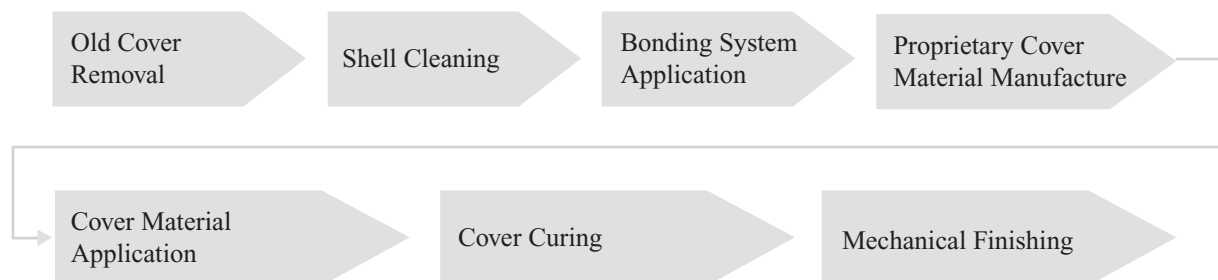 Old Cover
Removal
Shell Cleaning
Bonding System
Application
Proprietary Cover
Material Manufacture
Cover Material
Application
Cover Curing
Mechanical Finishing